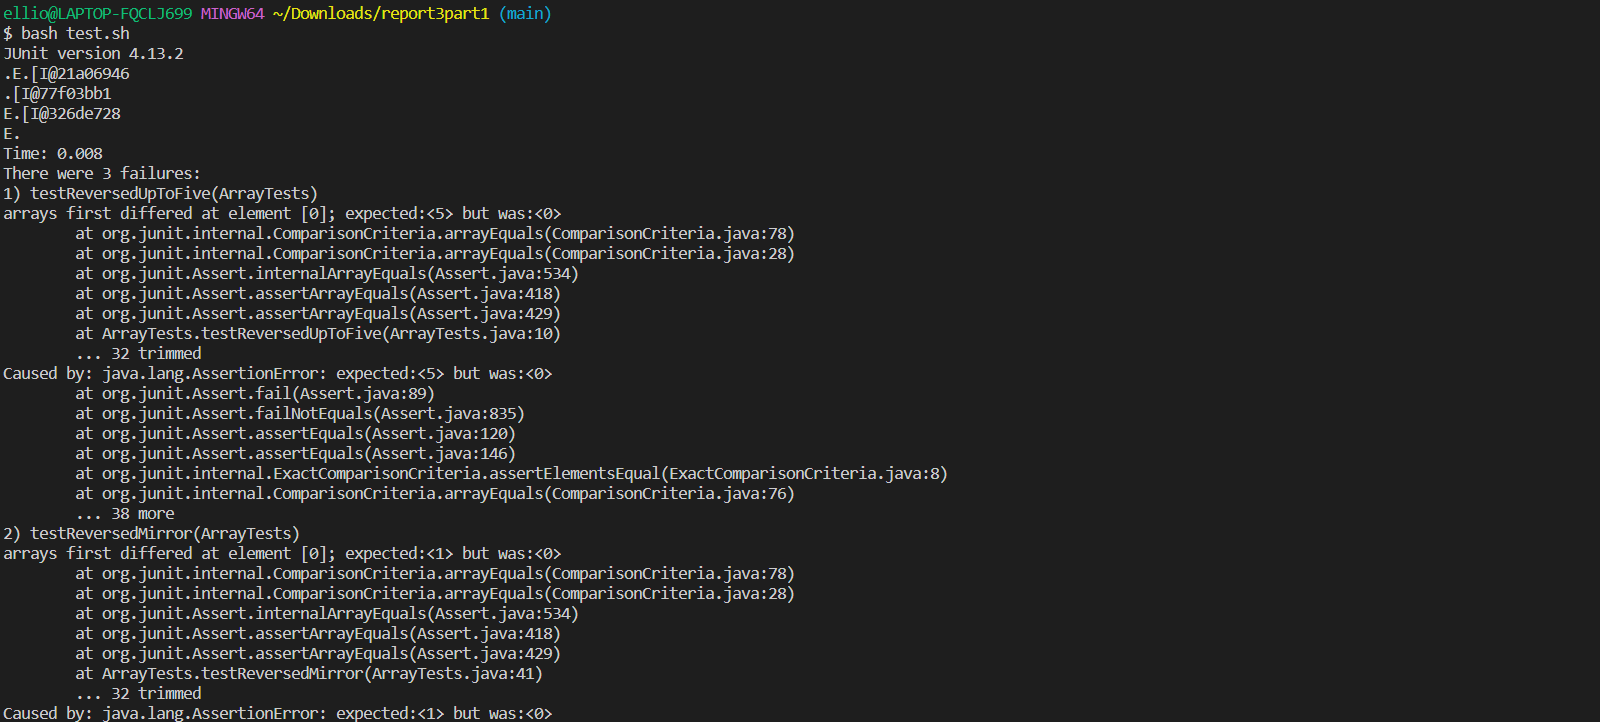 ellio@LAPTOP-FQCLJ699 MINGW64 ~/Downloads/report3part1 (main)
$ bash test.sh
JUnit version 4.13.2
.E.[I@21a06946
.[I@77f03bb1
E.[I@326de728
E.
Time: 0.008
There were 3 failures:
1) testReversedUpToFive(ArrayTests)
arrays first differed at element [0]; expected:<5> but was:<0>
        at org.junit.internal.ComparisonCriteria.arrayEquals(ComparisonCriteria.java:78)
        at org.junit.internal.ComparisonCriteria.arrayEquals(ComparisonCriteria.java:28)
        at org.junit.Assert.internalArrayEquals(Assert.java:534)
        at org.junit.Assert.assertArrayEquals(Assert.java:418)
        at org.junit.Assert.assertArrayEquals(Assert.java:429)
        at ArrayTests.testReversedUpToFive(ArrayTests.java:10)
        ... 32 trimmed
Caused by: java.lang.AssertionError: expected:<5> but was:<0>
        at org.junit.Assert.fail(Assert.java:89)
        at org.junit.Assert.failNotEquals(Assert.java:835)
        at org.junit.Assert.assertEquals(Assert.java:120)
        at org.junit.Assert.assertEquals(Assert.java:146)
        at org.junit.internal.ExactComparisonCriteria.assertElementsEqual(ExactComparisonCriteria.java:8)
        at org.junit.internal.ComparisonCriteria.arrayEquals(ComparisonCriteria.java:76)
        ... 38 more
2) testReversedMirror(ArrayTests)
arrays first differed at element [0]; expected:<1> but was:<0>
        at org.junit.internal.ComparisonCriteria.arrayEquals(ComparisonCriteria.java:78)
        at org.junit.internal.ComparisonCriteria.arrayEquals(ComparisonCriteria.java:28)
        at org.junit.Assert.internalArrayEquals(Assert.java:534)
        at org.junit.Assert.assertArrayEquals(Assert.java:418)
        at org.junit.Assert.assertArrayEquals(Assert.java:429)
        at ArrayTests.testReversedMirror(ArrayTests.java:41)
        ... 32 trimmed
Caused by: java.lang.AssertionError: expected:<1> but was:<0>